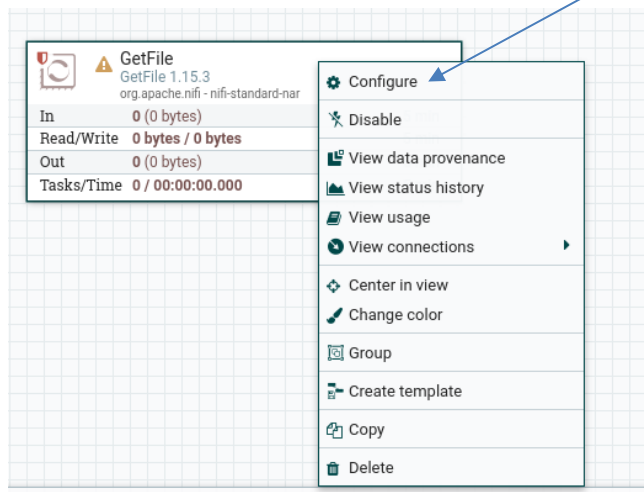 GetFile
GetFile 1.15.3
org.apache.nifi - nifi-standard-nar
In 0 (0 bytes)
Read/Write 0 bytes / 0 bytes
Out 0 (0 bytes)
Tasks/Time 0 / 00:00:00.000
Configure
Disable
View data provenance
View status history
View usage
View connections
Center in view
Change color
Group
Create template
Copy
Delete